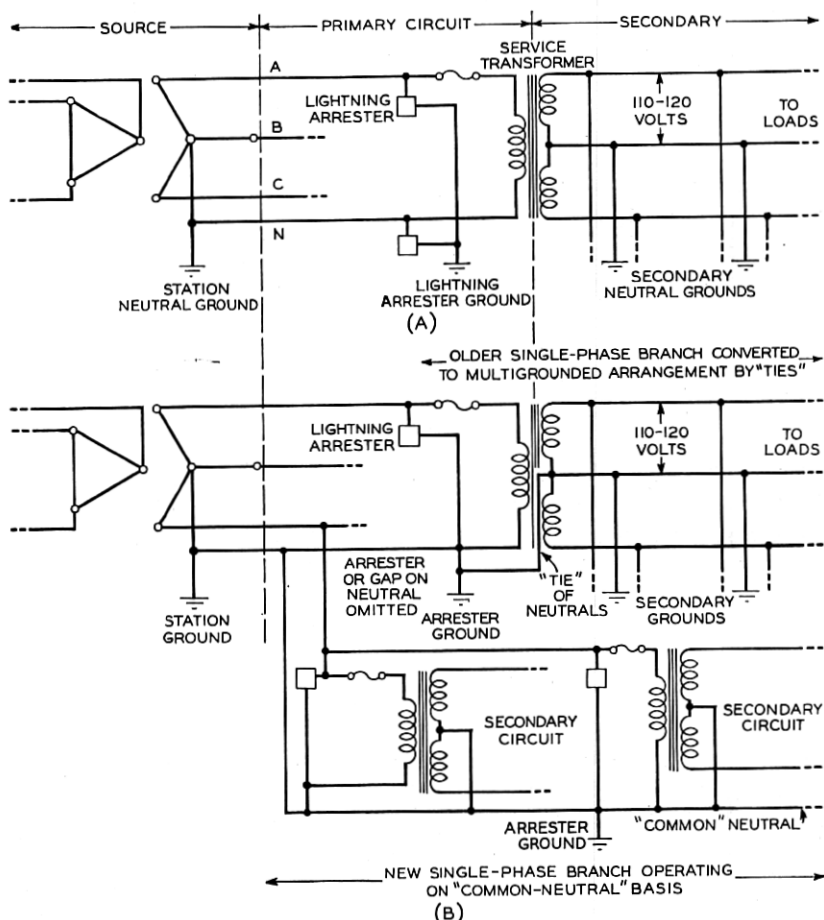 SOURCE
PRIMARY CIRCUIT
SECONDARY
A
SERVICE
TRANSFORMER
LIGHTNING
ARRESTER
B
110–120
VOLTS
TO
LOADS
C
N
STATION
NEUTRAL GROUND
LIGHTNING
ARRESTER GROUND
SECONDARY
NEUTRAL GROUNDS
(A)
OLDER SINGLE-PHASE BRANCH CONVERTED
TO MULTIGROUNDED ARRANGEMENT BY "TIES"
LIGHTNING
ARRESTER
110–120
VOLTS
TO
LOADS
ARRESTER
OR GAP ON
NEUTRAL
OMITTED
STATION
GROUND
ARRESTER
GROUND
"TIE"
OF
NEUTRALS
SECONDARY
GROUNDS
SECONDARY
CIRCUIT
SECONDARY
CIRCUIT
ARRESTER
GROUND
"COMMON" NEUTRAL
NEW SINGLE-PHASE BRANCH OPERATING
ON "COMMON-NEUTRAL" BASIS
(B)